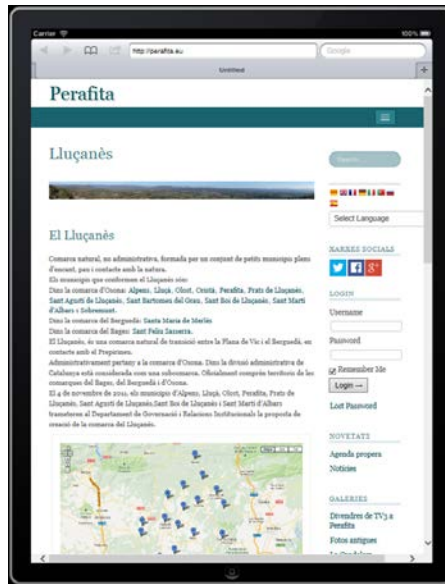 Carrier
100%
http://perafita.eu
Google
Untitled
Perafita
Lluçanès
El Lluçanès
Comarca natural, no administrativa, formada per un conjunt de petits municipis plens
d'encant, pau i contacte amb la natura.
Els municipis que conformen el Lluçanès són:
Dins la comarca d'Osona: Alpens, Lluçà, Olost, Oristà, Perafita, Prats de Lluçanès,
Sant Agustí de Lluçanès, Sant Bartomeu del Grau, Sant Boi de Lluçanès, Sant Martí
d'Albars i Sobremunt.
Dins la comarca del Berguedà: Santa Maria de Merlès
Dins la comarca del Bages: Sant Feliu Sasserra.
El Lluçanès, és una comarca natural de transició entre la Plana de Vic i el Berguedà, en
contacte amb el Prepirineu.
Administrativament pertany a la comarca d'Osona. Dins la divisió administrativa de
Catalunya està considerada com una subcomarca. Oficialment comprèn territoris de les
comarques del Bages, del Berguedà i d'Osona.
El 4 de novembre de 2011, els municipis d'Alpens, Lluçà, Olost, Perafita, Prats de
Lluçanès, Sant Agustí de Lluçanès,Sant Boi de Lluçanès i Sant Martí d'Albars
trameteren al Departament de Governació i Relacions Institucionals la proposta de
creació de la comarca del Lluçanès.
Search
Select Language
XARXES SOCIALS
LOGIN
Username
Password
Remember Me
Login →
Lost Password
NOVETATS
Agenda propera
Notícies
GALERIES
Divendres de TV3 a
Perafita
Fotos antigues